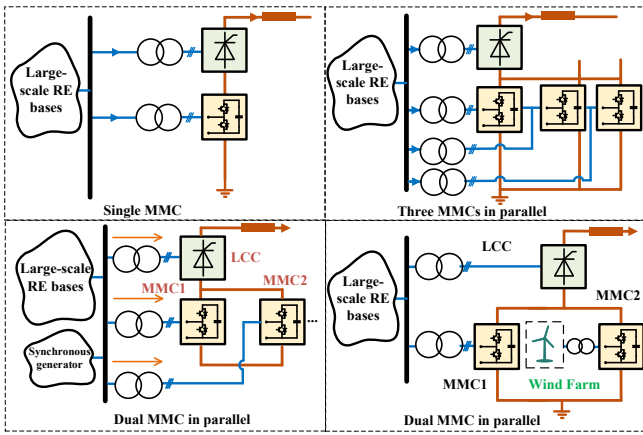 Large-
scale RE
bases
Single MMC
Large-
scale RE
bases
Three MMCs in parallel
Large-scale
RE bases
Synchronous
generator
LCC
MMC1
MMC2
...
Dual MMC in parallel
Large-
scale RE
bases
LCC
MMC2
MMC1
Wind Farm
Dual MMC in parallel